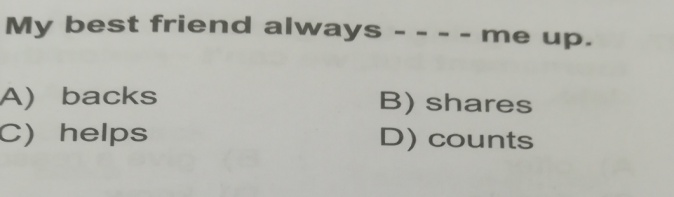 My best friend always - - - - me up.
A) backs B) shares
C) helps D) counts